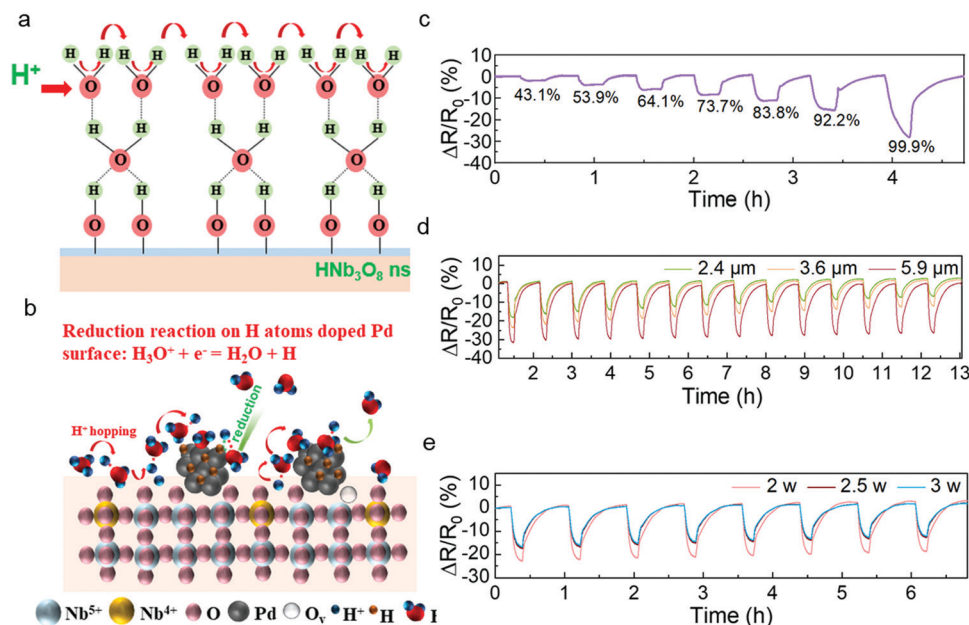 a
H H H H H H H H H H H H
H⁺
O O O O O O
H H H H H H
O O O
H H H H H H
O O O O O O
HNb₃O₈ ns
b
Reduction reaction on H atoms doped Pd
surface: H₃O⁺ + e⁻ = H₂O + H
H⁺ hopping
reduction
Nb⁵⁺ Nb⁴⁺ O Pd Oᵥ H⁺ H
c
ΔR/R₀ (%)
10
0
-10
-20
-30
-40
43.1% 53.9% 64.1% 73.7% 83.8% 92.2% 99.9%
0 1 2 3 4
Time (h)
d
ΔR/R₀ (%)
2.4 μm 3.6 μm 5.9 μm
10
0
-10
-20
-30
-40
2 3 4 5 6 7 8 9 10 11 12 13
Time (h)
e
ΔR/R₀ (%)
2 w 2.5 w 3 w
10
0
-10
-20
-30
0 1 2 3 4 5 6
Time (h)